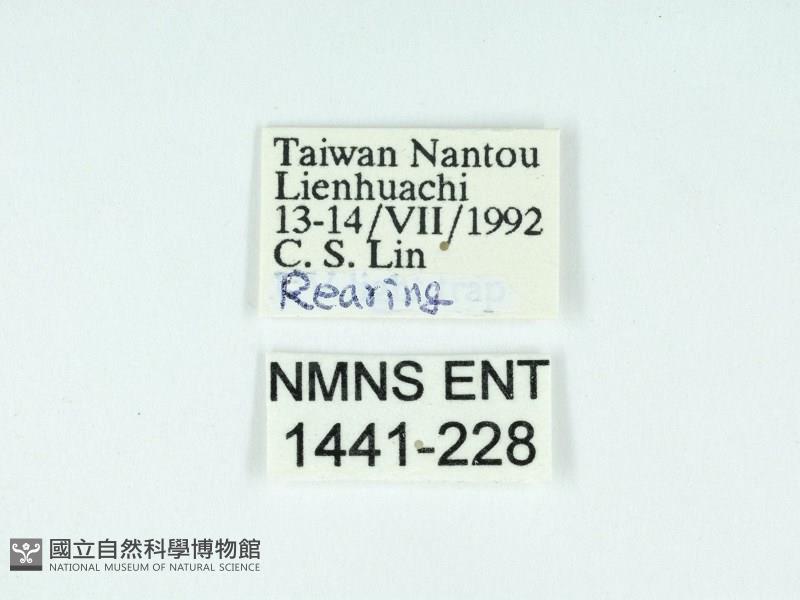 Taiwan Nantou
Lienhuachi
13-14/VII/1992
C. S. Lin
Rearing
NMNS ENT
1441-228
國立自然科學博物館
NATIONAL MUSEUM OF NATURAL SCIENCE